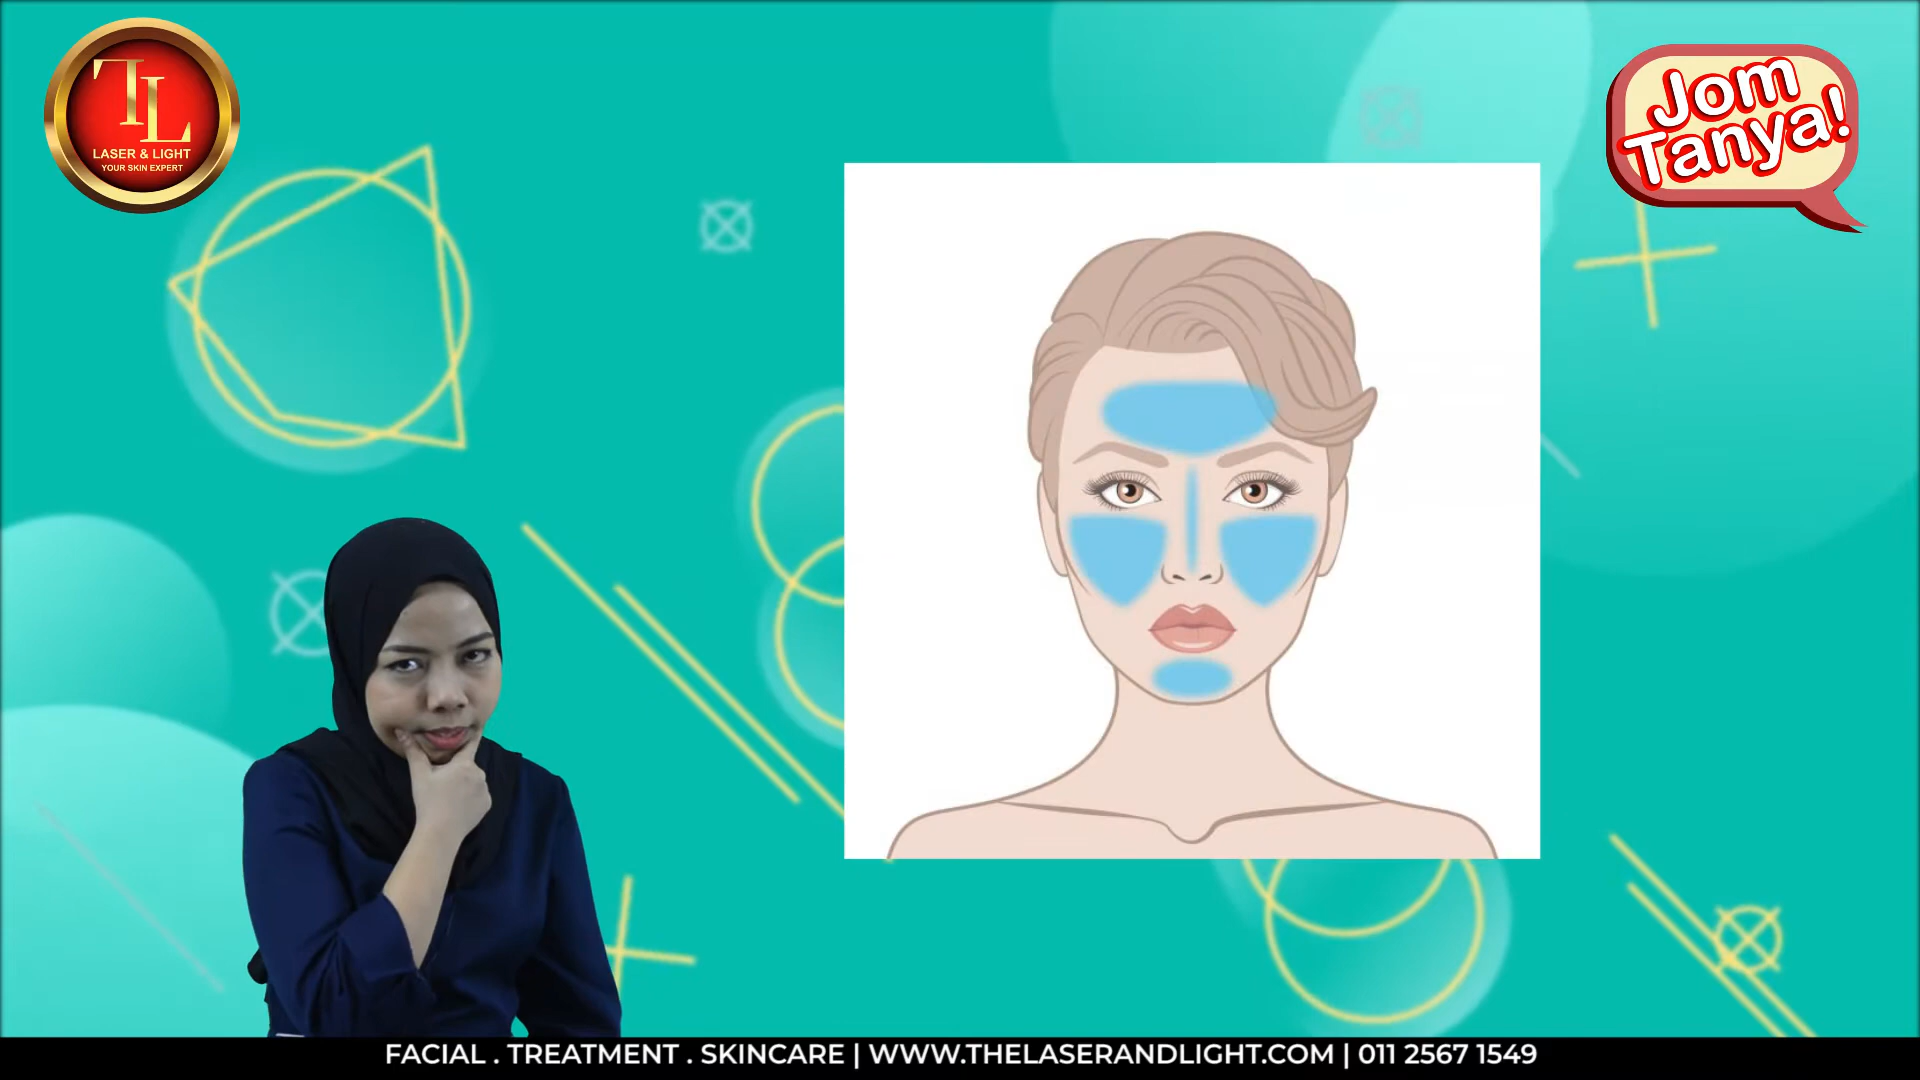 TL
LASER & LIGHT
YOUR SKIN EXPERT
Jom
Tanya!
FACIAL . TREATMENT . SKINCARE | WWW.THELASERANDLIGHT.COM | 011 2567 1549